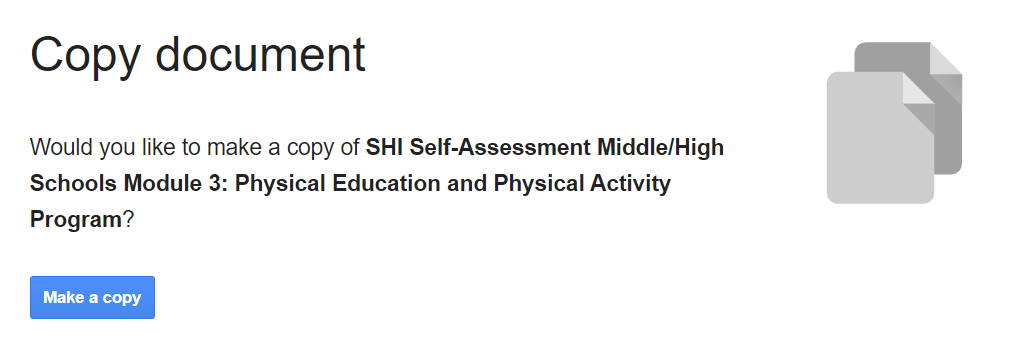 Copy document
Would you like to make a copy of SHI Self-Assessment Middle/High
Schools Module 3: Physical Education and Physical Activity
Program?
Make a copy